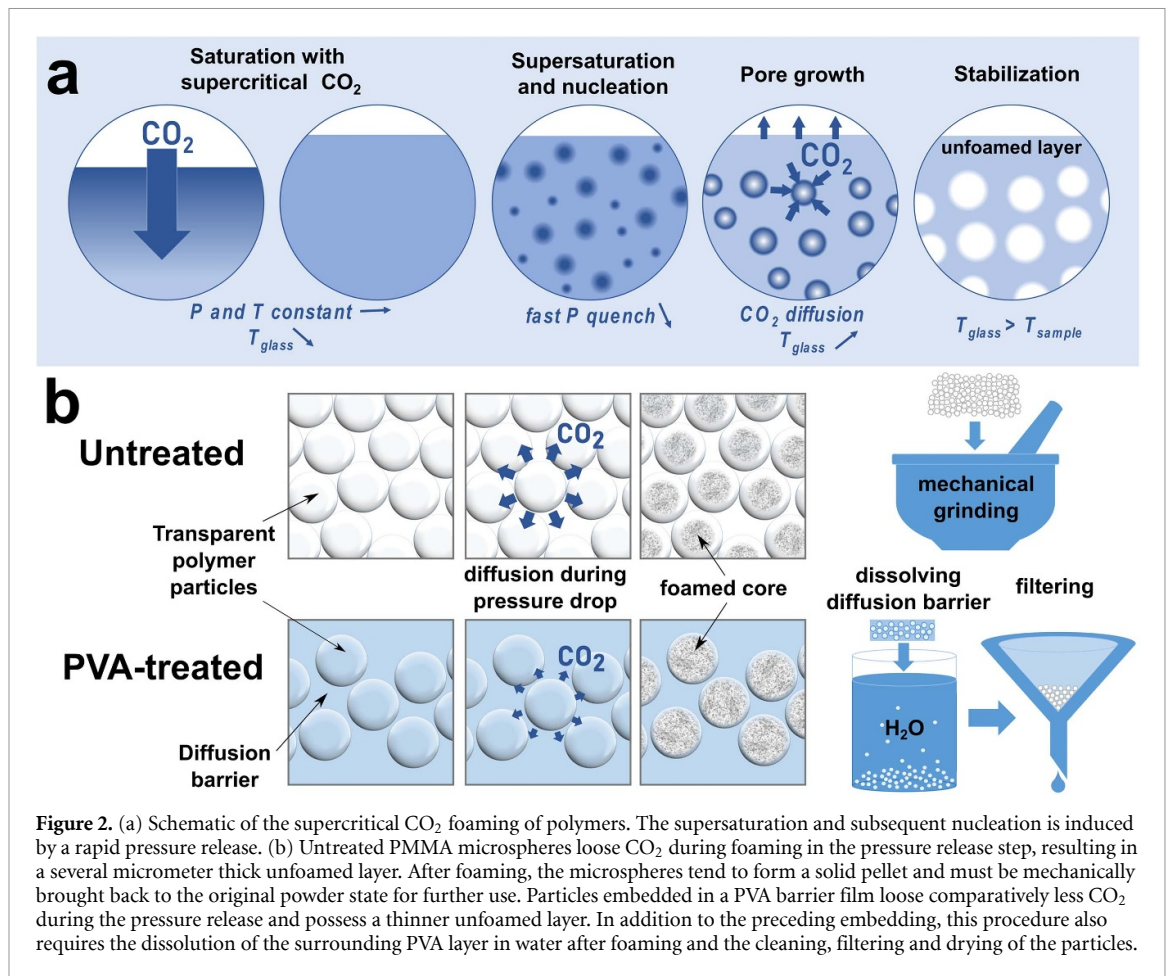 a
Saturation with
supercritical CO₂
Supersaturation
and nucleation
Pore growth
Stabilization
CO₂
CO₂
unfoamed layer
P and T constant →
T_glass ↘
fast P quench ↘
CO₂ diffusion
T_glass ↗
T_glass > T_sample
b
Untreated
CO₂
Transparent
polymer
particles
diffusion during
pressure drop
foamed core
mechanical
grinding
PVA-treated
CO₂
Diffusion
barrier
dissolving
diffusion barrier
filtering
H₂O
Figure 2. (a) Schematic of the supercritical CO₂ foaming of polymers. The supersaturation and subsequent nucleation is induced
by a rapid pressure release. (b) Untreated PMMA microspheres loose CO₂ during foaming in the pressure release step, resulting in
a several micrometer thick unfoamed layer. After foaming, the microspheres tend to form a solid pellet and must be mechanically
brought back to the original powder state for further use. Particles embedded in a PVA barrier film loose comparatively less CO₂
during the pressure release and possess a thinner unfoamed layer. In addition to the preceding embedding, this procedure also
requires the dissolution of the surrounding PVA layer in water after foaming and the cleaning, filtering and drying of the particles.